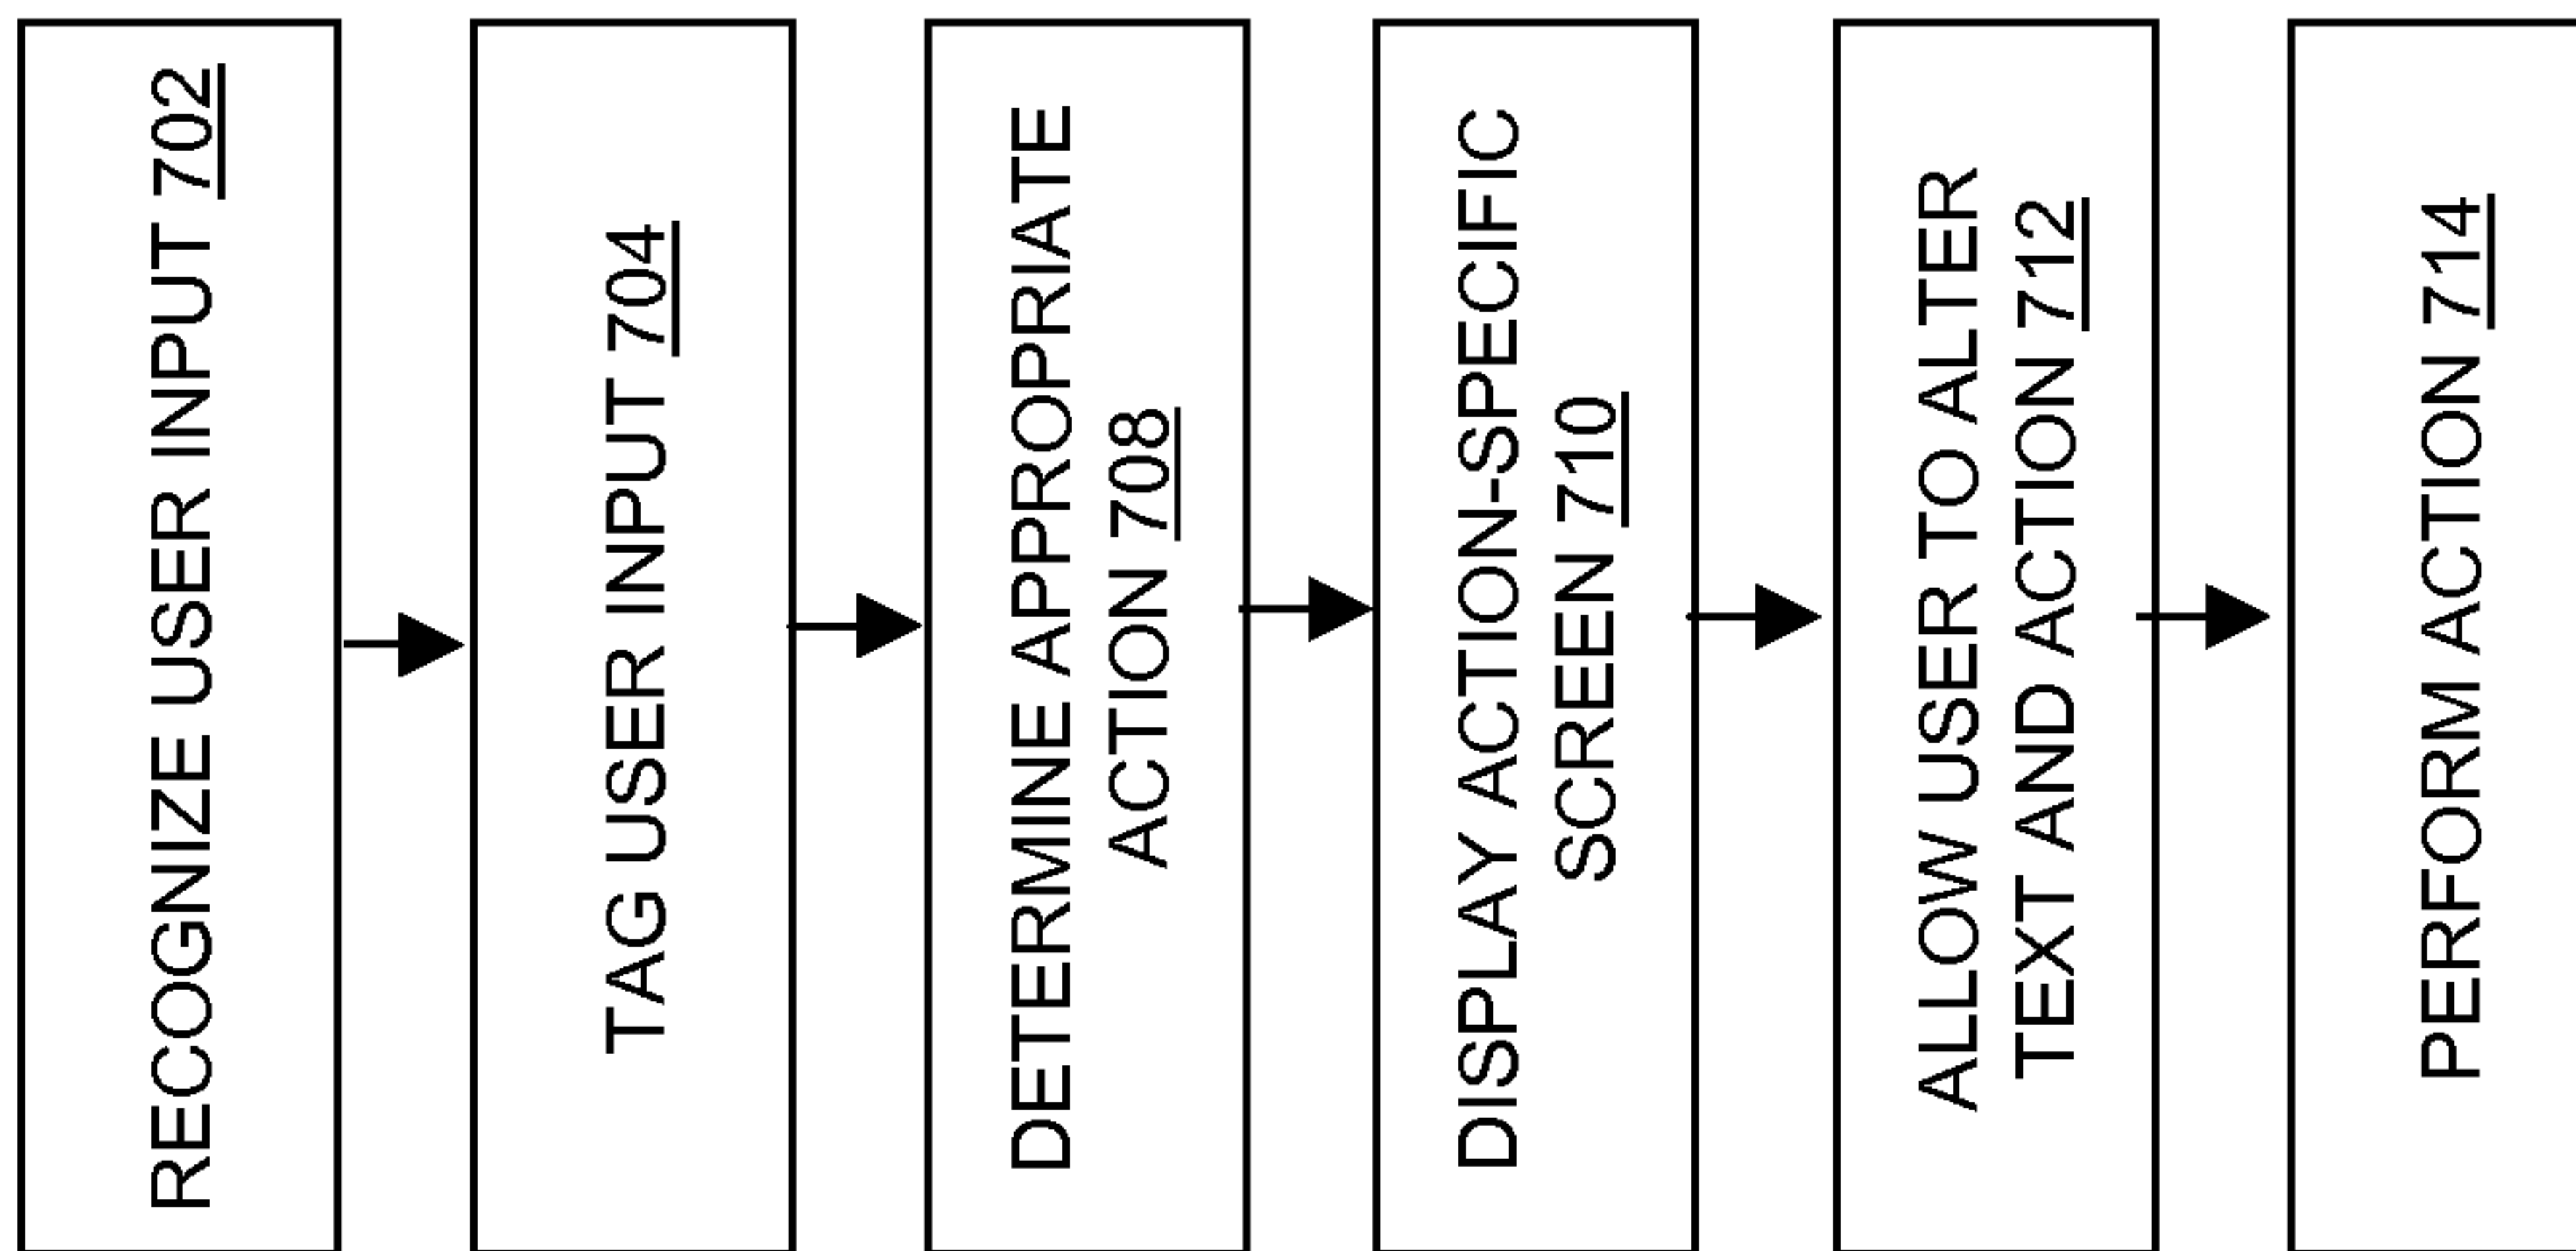 RECOGNIZE USER INPUT 702
TAG USER INPUT 704
DETERMINE APPROPRIATE
ACTION 708
DISPLAY ACTION-SPECIFIC
SCREEN 710
ALLOW USER TO ALTER
TEXT AND ACTION 712
PERFORM ACTION 714